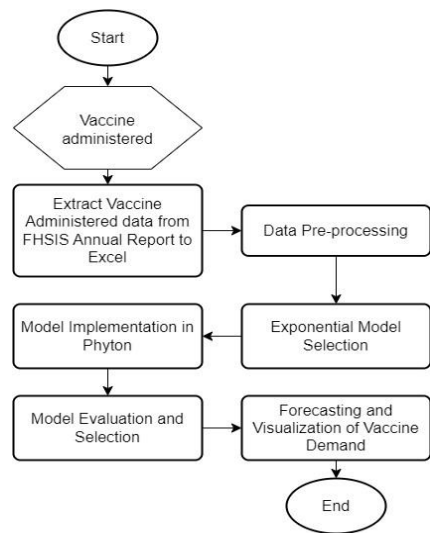 Start
Vaccine
administered
Extract Vaccine
Administered data from
FHSIS Annual Report to
Excel
Data Pre-processing
Exponential Model
Selection
Model Implementation in
Phyton
Model Evaluation and
Selection
Forecasting and
Visualization of Vaccine
Demand
End